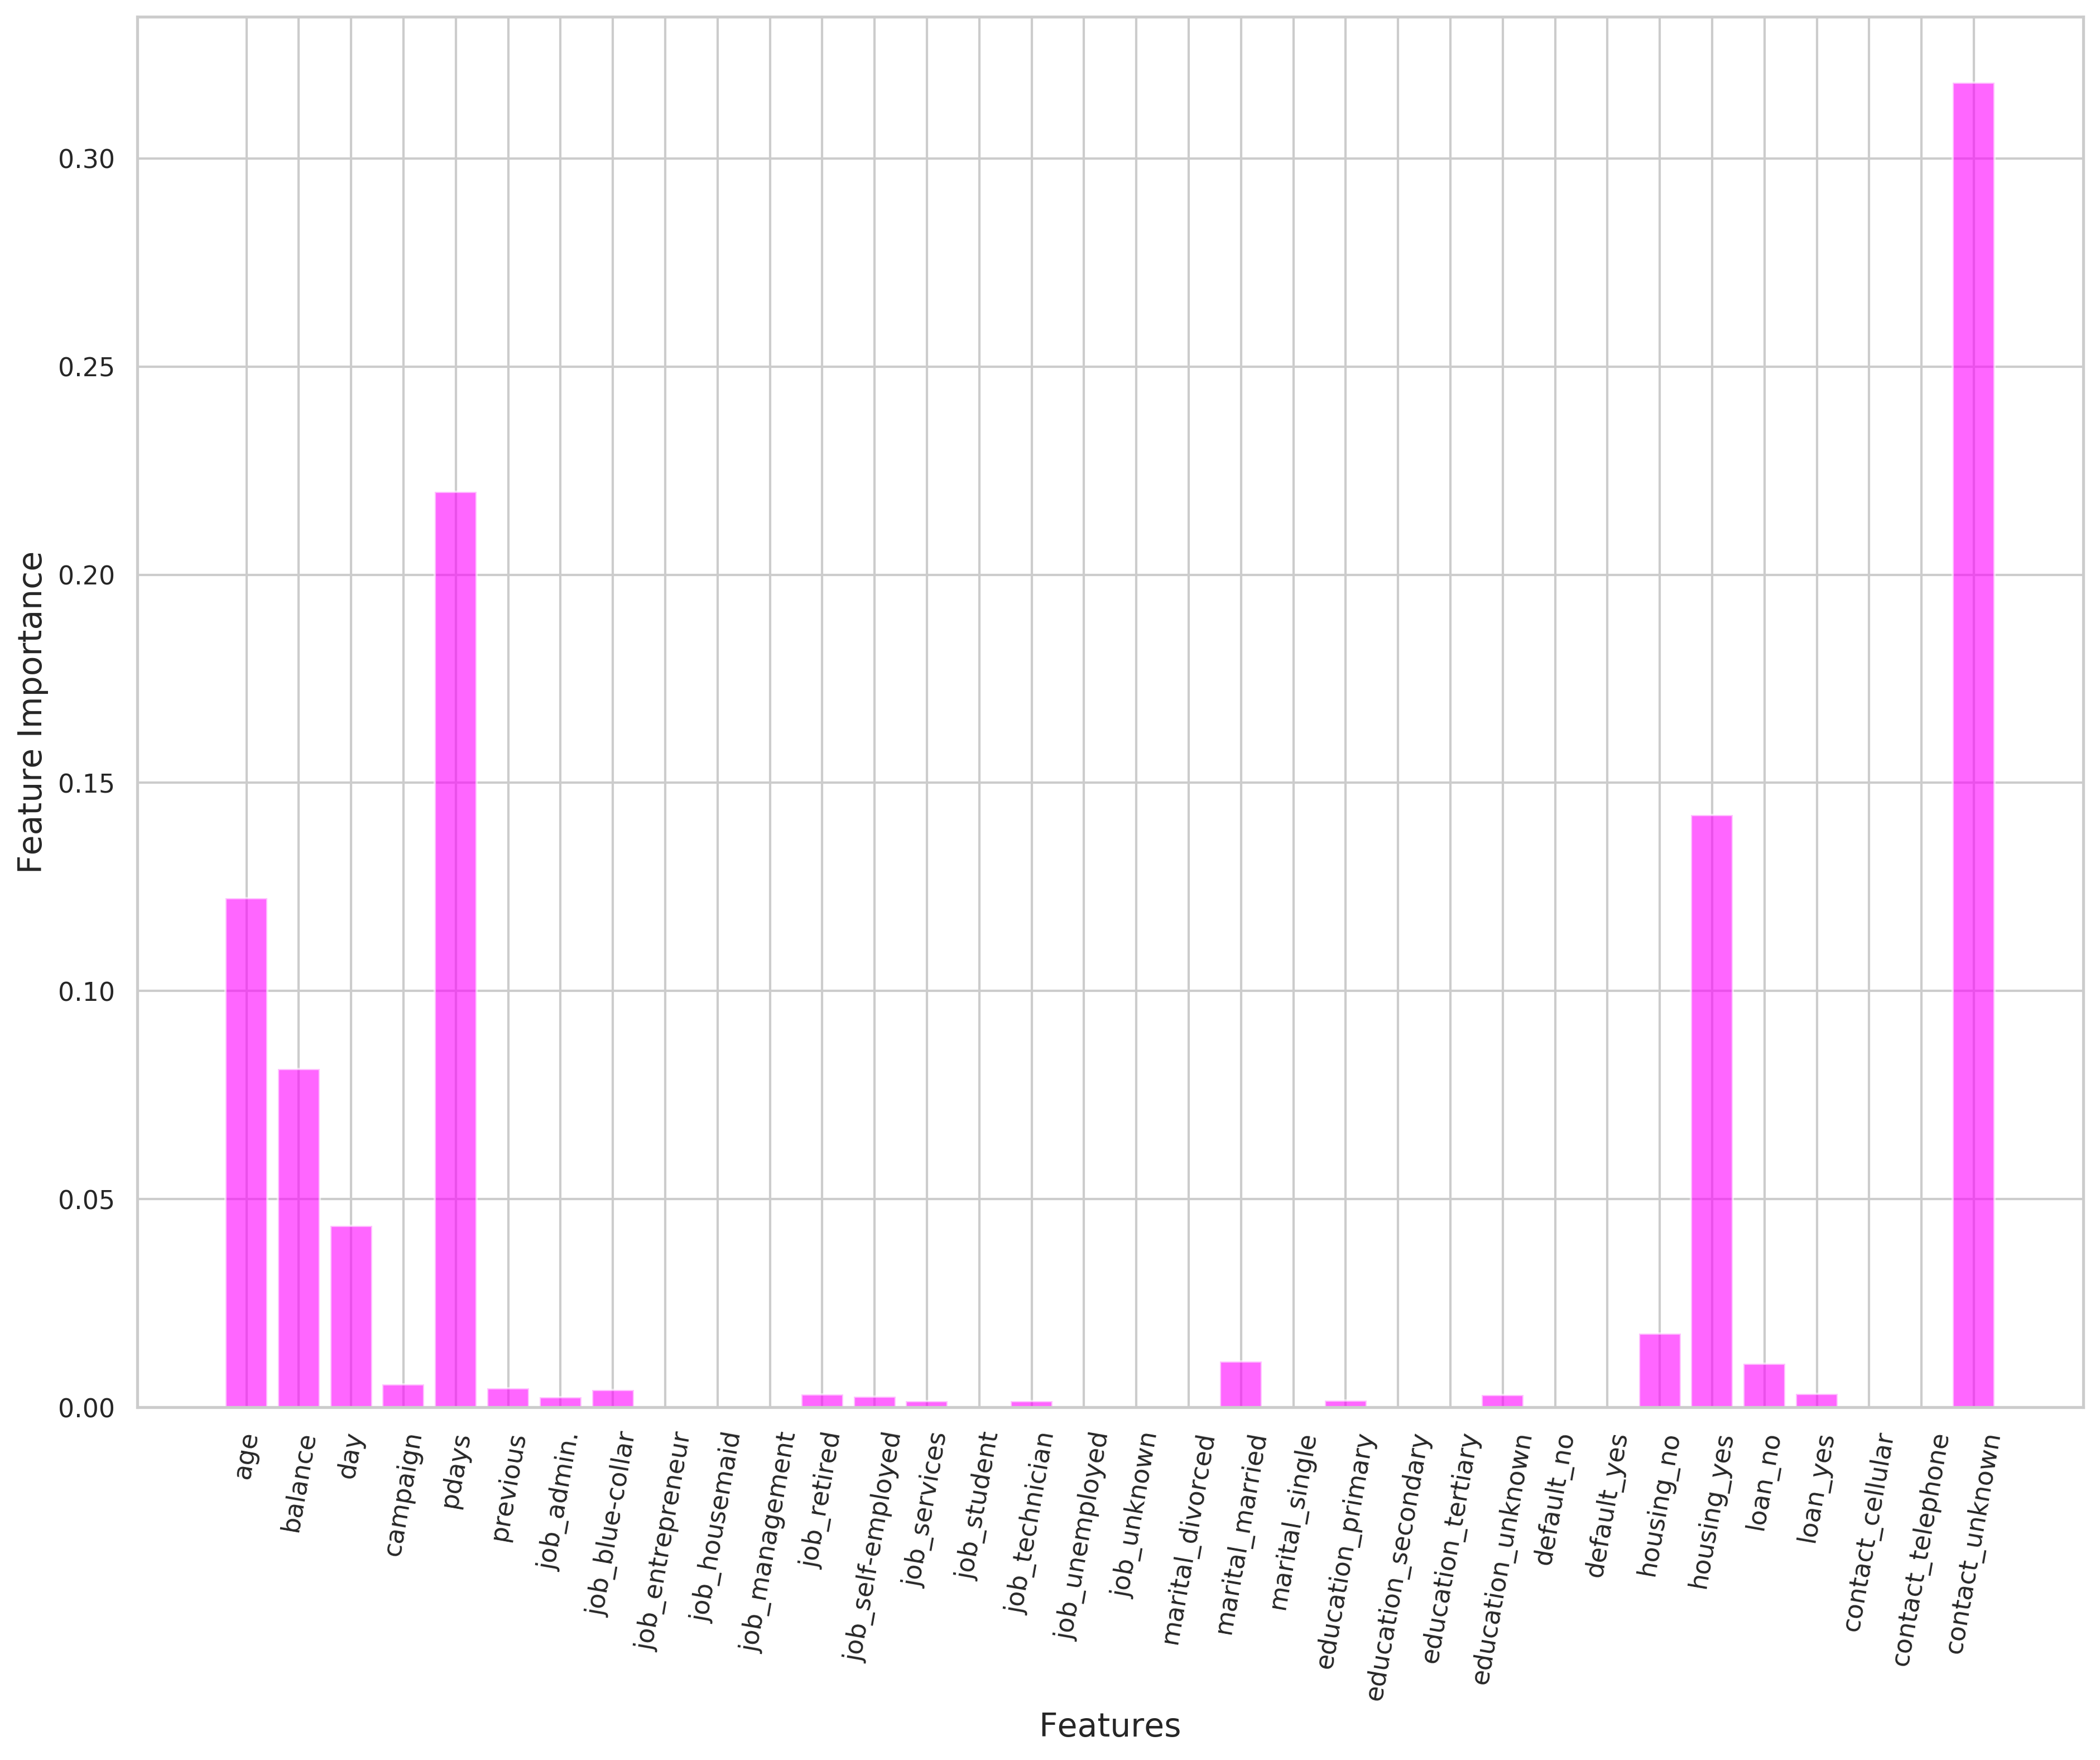 Feature Importance
0.30
0.25
0.20
0.15
0.10
0.05
0.00
age
balance
day
campaign
pdays
previous
job_admin.
job_blue-collar
job_entrepreneur
job_housemaid
job_management
job_retired
job_self-employed
job_services
job_student
job_technician
job_unemployed
job_unknown
marital_divorced
marital_married
marital_single
education_primary
education_secondary
education_tertiary
education_unknown
default_no
default_yes
housing_no
housing_yes
loan_no
loan_yes
contact_cellular
contact_telephone
contact_unknown
Features